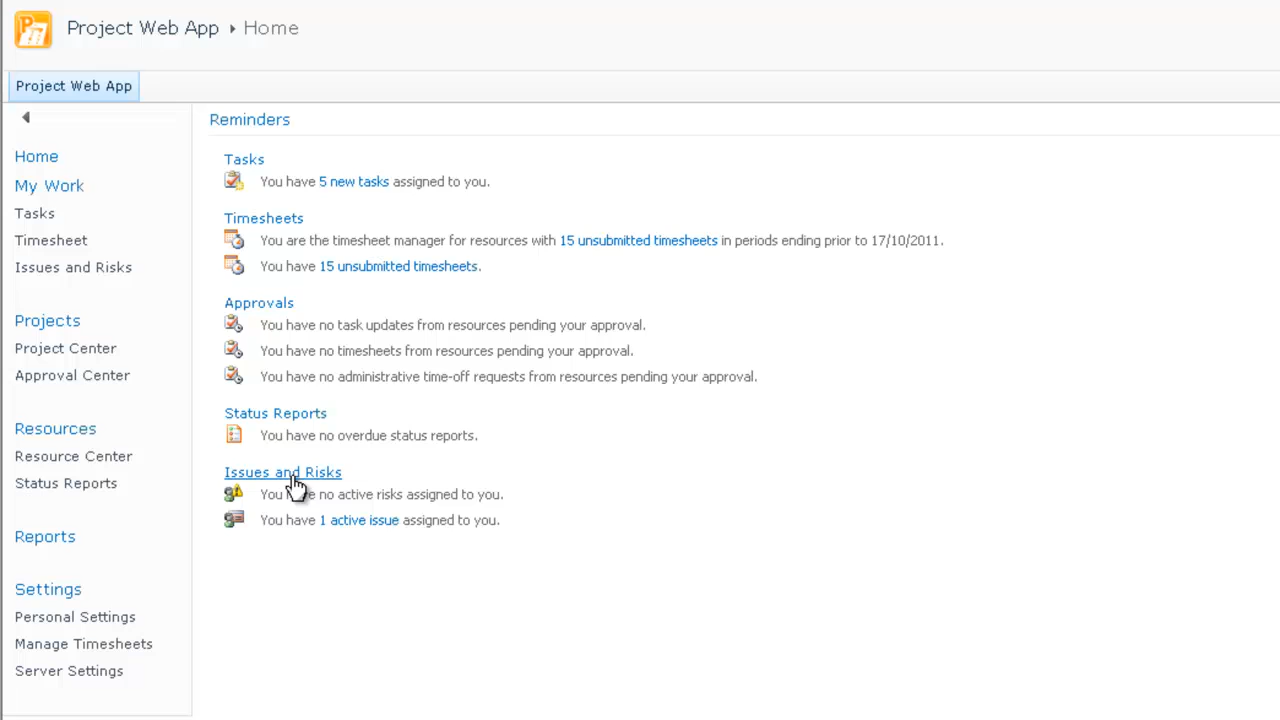 Project Web App ▸ Home
Project Web App
Home
My Work
Tasks
Timesheet
Issues and Risks
Projects
Project Center
Approval Center
Resources
Resource Center
Status Reports
Reports
Settings
Personal Settings
Manage Timesheets
Server Settings
Reminders
Tasks
You have 5 new tasks assigned to you.
Timesheets
You are the timesheet manager for resources with 15 unsubmitted timesheets in periods ending prior to 17/10/2011.
You have 15 unsubmitted timesheets.
Approvals
You have no task updates from resources pending your approval.
You have no timesheets from resources pending your approval.
You have no administrative time-off requests from resources pending your approval.
Status Reports
You have no overdue status reports.
Issues and Risks
You have no active risks assigned to you.
You have 1 active issue assigned to you.